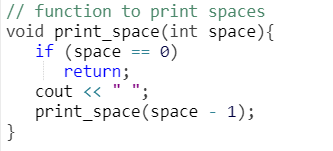 // function to print spaces
void print_space(int space){
    if (space == 0)
        return;
    cout << " ";
    print_space(space - 1);
}